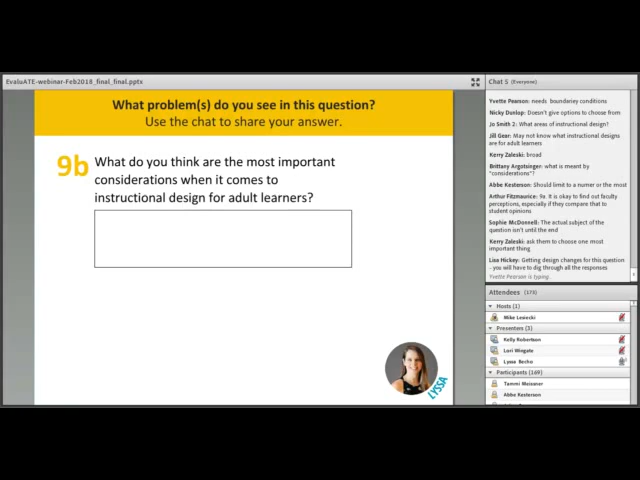 EvaluATE-webinar-Feb2018_final_final.pptx
What problem(s) do you see in this question?
Use the chat to share your answer.
9b
What do you think are the most important
considerations when it comes to
instructional design for adult learners?
LYSSA
Chat 5 (Everyone)
Yvette Pearson: needs boundariey conditions
Nicky Dunlop: Doesn't give options to choose from
Jo Smith 2: What areas of instructional design?
Jill Gear: May not know what instructional designs
are for adult learners
Kerry Zaleski: broad
Brittany Argotsinger: what is meant by
"considerations"?
Abbe Kesterson: Should limit to a numer or the most
Arthur Fitzmaurice: 9a. It is okay to find out faculty
perceptions, especially if they compare that to
student opinions
Sophie McDonnell: The actual subject of the
question isn't until the end
Kerry Zaleski: ask them to choose one most
important thing
Lisa Hickey: Getting design changes for this question
- you will have to dig through all the responses
Yvette Pearson is typing.
Attendees (173)
Hosts (1)
Mike Lesiecki
Presenters (3)
Kelly Robertson
Lori Wingate
Lyssa Becho
Participants (169)
Tammi Meissner
Abbe Kesterson